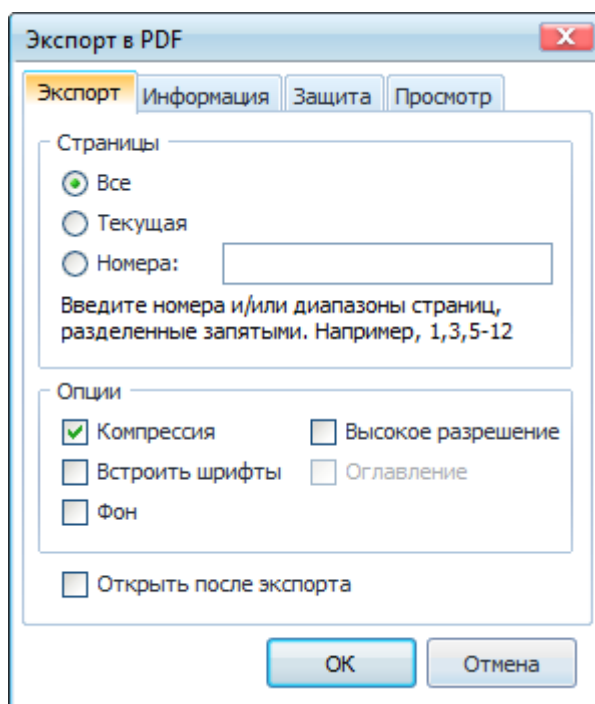 Экспорт в PDF
Экспорт Информация Защита Просмотр
Страницы
Все
Текущая
Номера:
Введите номера и/или диапазоны страниц,
разделенные запятыми. Например, 1,3,5-12
Опции
Компрессия Высокое разрешение
Встроить шрифты Оглавление
Фон
Открыть после экспорта
ОК Отмена